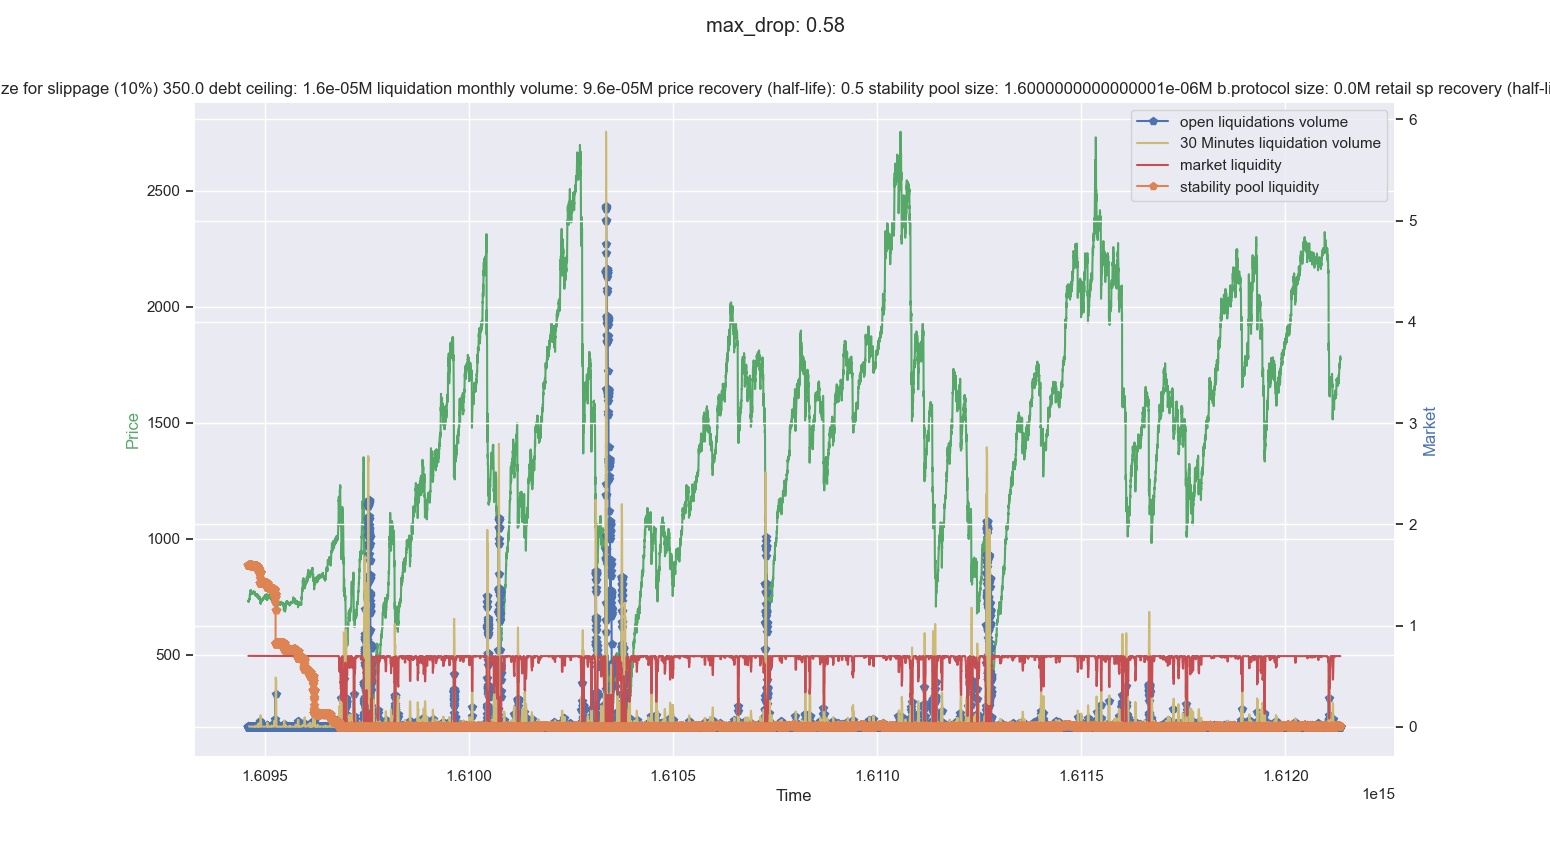 max_drop: 0.58
ze for slippage (10%) 350.0 debt ceiling: 1.6e-05M liquidation monthly volume: 9.6e-05M price recovery (half-life): 0.5 stability pool size: 1.6000000000000001e-06M b.protocol size: 0.0M retail sp recovery (half-li
open liquidations volume
30 Minutes liquidation volume
market liquidity
stability pool liquidity
2500
2000
1500
1000
500
Price
6
5
4
3
2
1
0
Market
1.6095 1.6100 1.6105 1.6110 1.6115 1.6120
1e15
Time